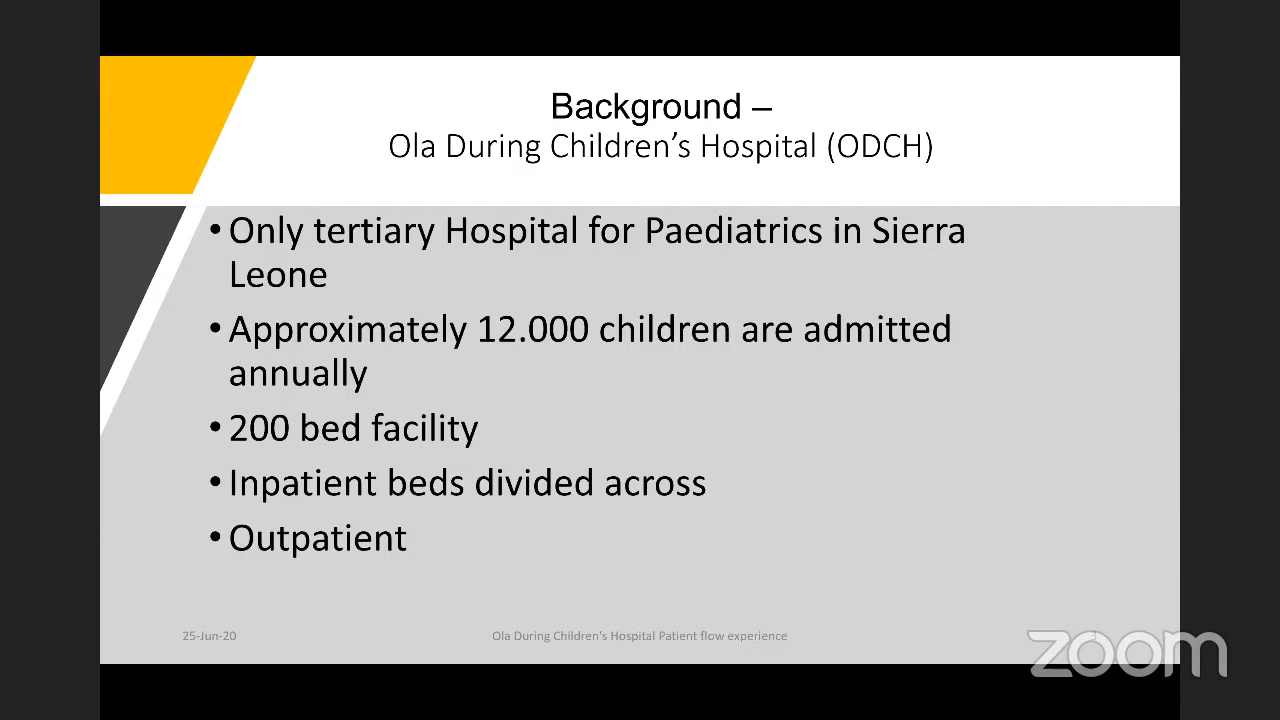 Background –
Ola During Children’s Hospital (ODCH)
• Only tertiary Hospital for Paediatrics in Sierra
Leone
• Approximately 12.000 children are admitted
annually
• 200 bed facility
• Inpatient beds divided across
• Outpatient
25-Jun-20
Ola During Children's Hospital Patient flow experience
3
zoom